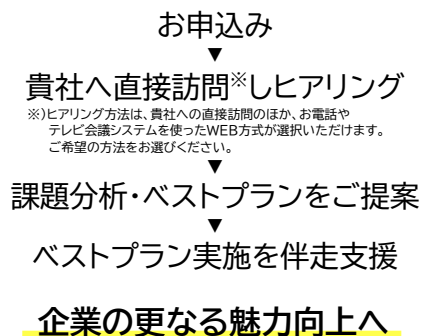 お申込み
▼
貴社へ直接訪問※しヒアリング
※)ヒアリング方法は、貴社への直接訪問のほか、お電話や
テレビ会議システムを使ったWEB方式が選択いただけます。
ご希望の方法をお選びください。
▼
課題分析・ベストプランをご提案
▼
ベストプラン実施を伴走支援
企業の更なる魅力向上へ